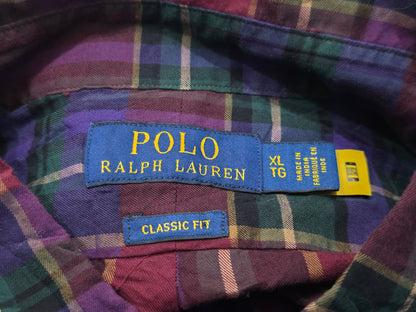 POLO
RALPH LAUREN
XL
TG
MADE IN
INDIA
FABRIQUÉ EN
INDE
CLASSIC FIT